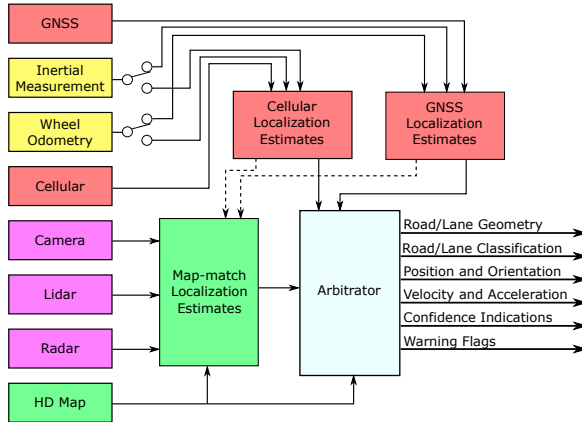 GNSS
Inertial
Measurement
Wheel
Odometry
Cellular
Camera
Lidar
Radar
HD Map
Cellular
Localization
Estimates
GNSS
Localization
Estimates
Map-match
Localization
Estimates
Arbitrator
Road/Lane Geometry
Road/Lane Classification
Position and Orientation
Velocity and Acceleration
Confidence Indications
Warning Flags